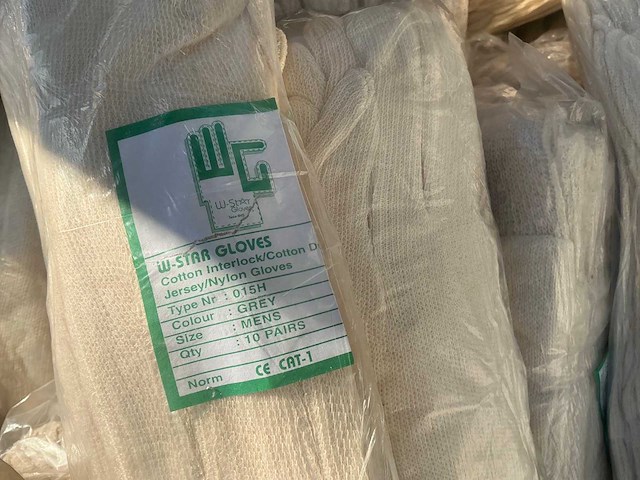 WG
W-STAR
W-STAR GLOVES
Cotton Interlock/Cotton
Jersey/Nylon Gloves
Type Nr : 015H
Colour : GREY
Size : MENS
Qty : 10 PAIRS
Norm CE CAT-1